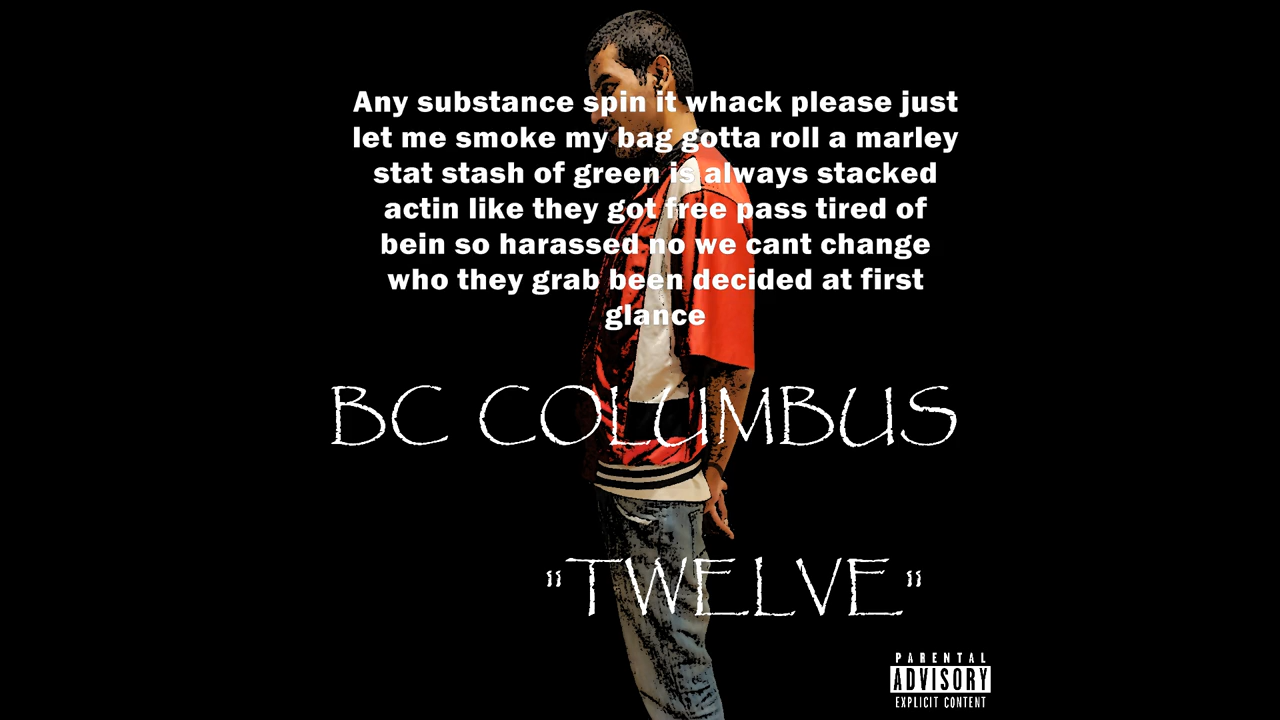 Any substance spin it whack please just
let me smoke my bag gotta roll a marley
stat stash of green is always stacked
actin like they got free pass tired of
bein so harassed no we cant change
who they grab been decided at first
glance
BC COLUMBUS
"TWELVE"
PARENTAL
ADVISORY
EXPLICIT CONTENT